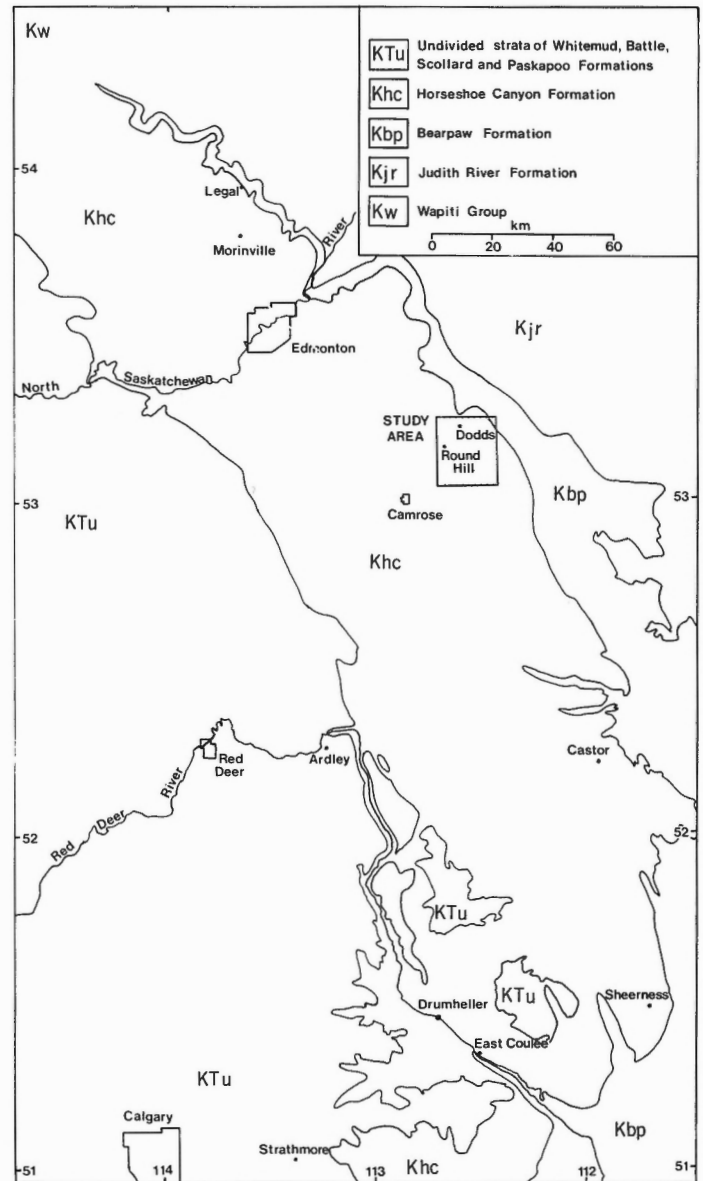 Kw
KTu Undivided strata of Whitemud, Battle,
Scollard and Paskapoo Formations
Khc Horseshoe Canyon Formation
Kbp Bearpaw Formation
Kjr Judith River Formation
Kw Wapiti Group
km
0 20 40 60
54
Legal
Khc
River
Morinville
Kjr
Edmonton
North Saskatchewan
STUDY
AREA
Dodds
Round
Hill
Kbp
53
53
Camrose
KTu
Khc
Castor
Red
Deer
Ardley
Red Deer River
52
52
KTu
KTu
Sheerness
Drumheller
East Coulee
KTu
Calgary
Kbp
Strathmore
Khc
51
114
113
112
51